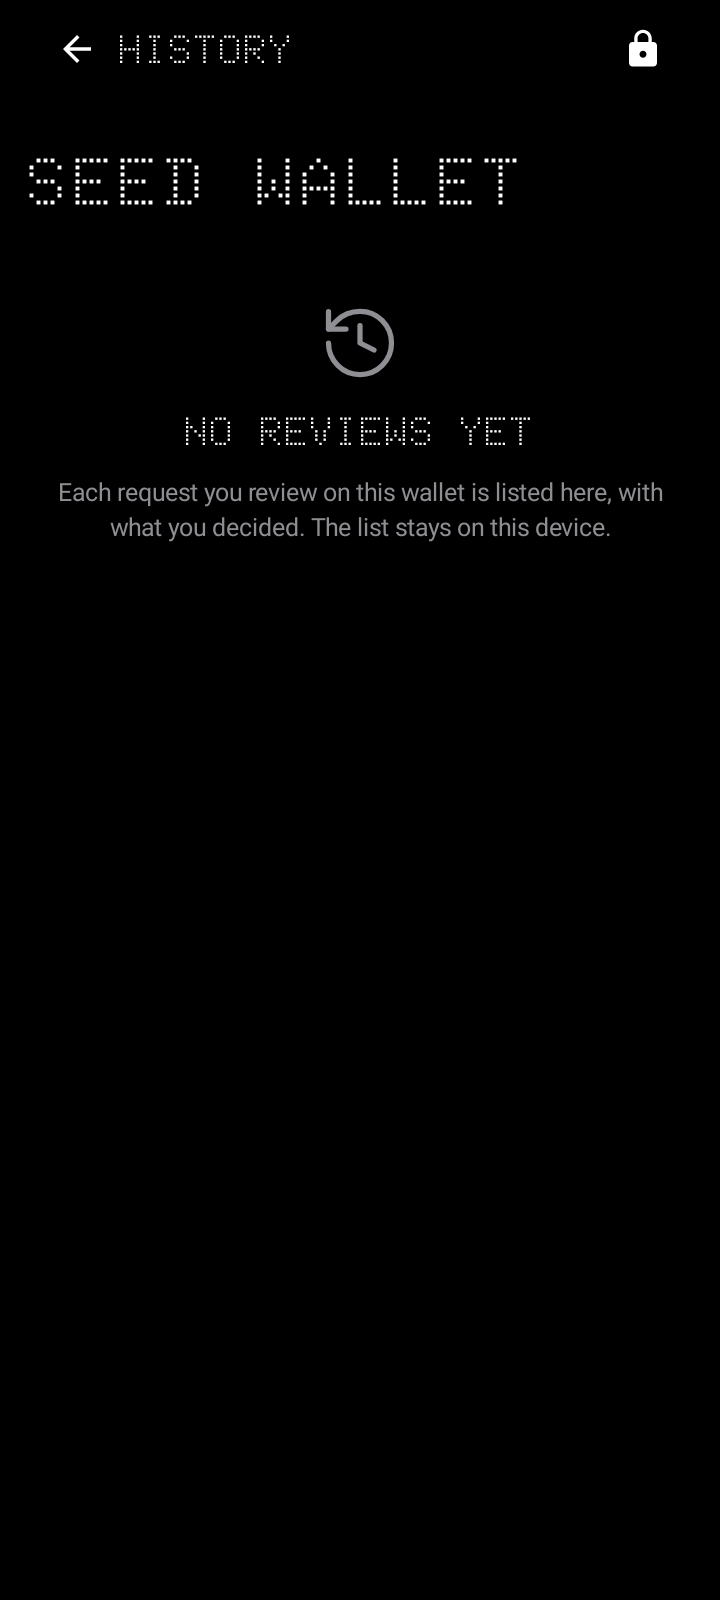 HISTORY
SEED WALLET
NO REVIEWS YET
Each request you review on this wallet is listed here, with
what you decided. The list stays on this device.